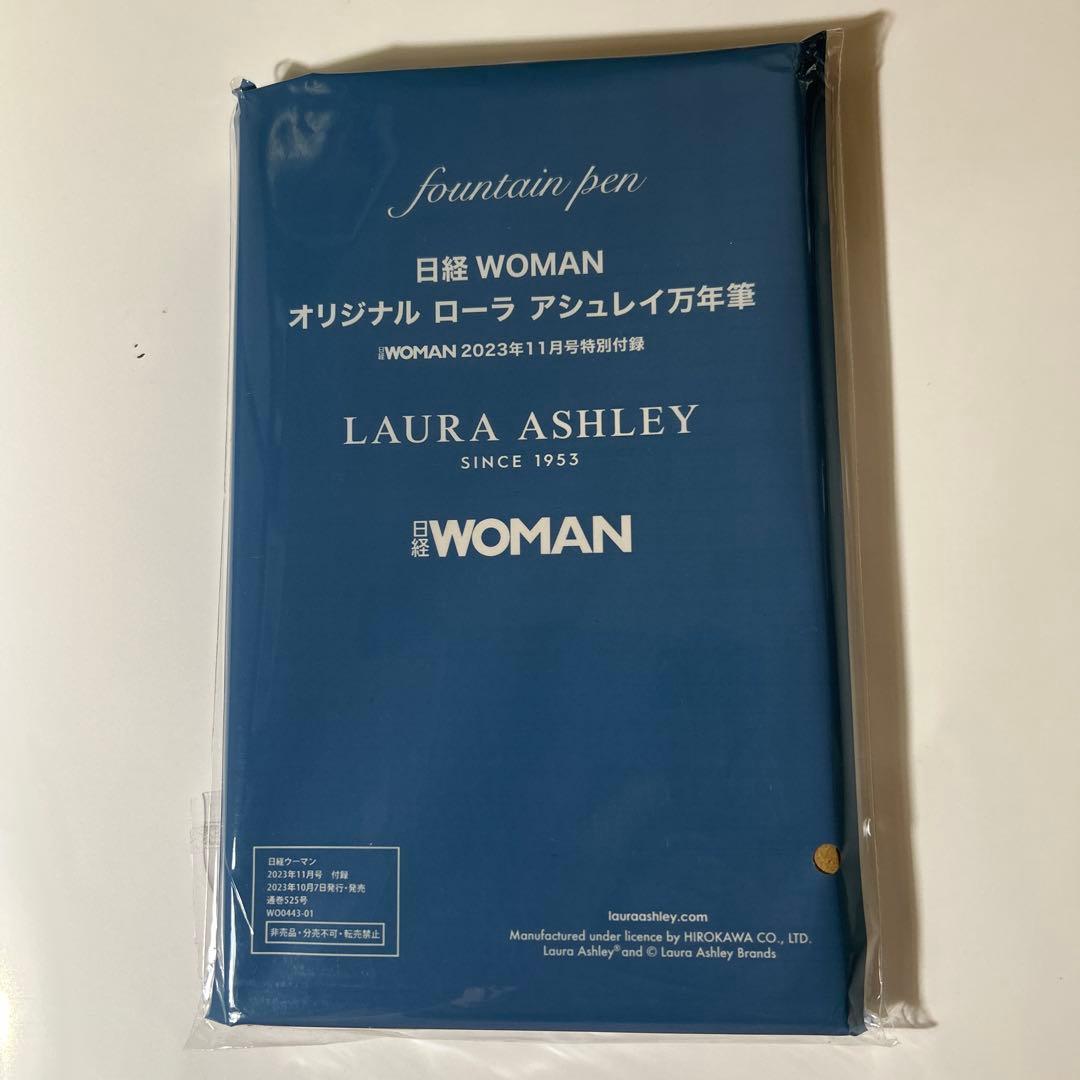 fountain pen
日経 WOMAN
オリジナル ローラ アシュレイ万年筆
日経WOMAN 2023年11月号特別付録
LAURA ASHLEY
SINCE 1953
日経WOMAN
日経ウーマン
2023年11月号 付録
2023年10月7日発行・発売
通巻525号
WO0443-01
非売品・分売不可・転売禁止
lauraashley.com
Manufactured under licence by HIROKAWA CO., LTD.
Laura Ashley® and © Laura Ashley Brands